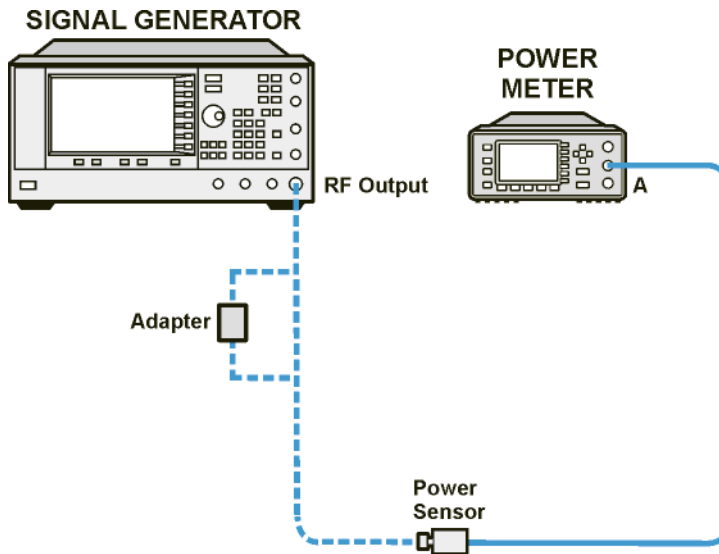 SIGNAL GENERATOR
POWER
METER
RF Output
A
Adapter
Power
Sensor